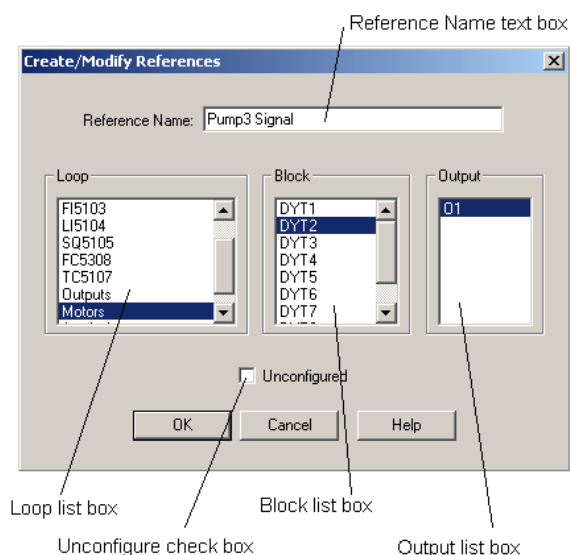 Reference Name text box
Create/Modify References
Reference Name: Pump3 Signal
Loop
FI5103
LI5104
SQ5105
FC5308
TC5107
Outputs
Motors
Block
DYT1
DYT2
DYT3
DYT4
DYT5
DYT6
DYT7
Output
O1
Unconfigured
OK Cancel Help
Loop list box
Block list box
Unconfigure check box
Output list box